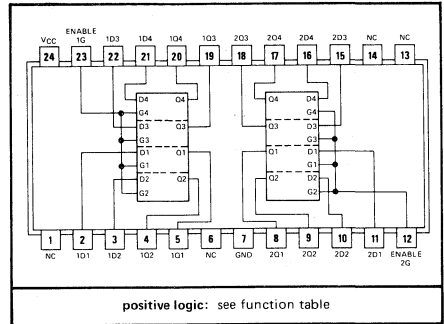 ENABLE
VCC 1G 1D3 1D4 1Q4 1Q3 2Q3 2Q4 2D4 2D3 NC NC
24 23 22 21 20 19 18 17 16 15 14 13
D4 Q4 Q4 D4
G4 G4
D3 Q3 Q3 D3
G3 G3
D1 Q1 Q1 D1
G1 G1
D2 Q2 Q2 D2
G2 G2
1 2 3 4 5 6 7 8 9 10 11 12
NC 1D1 1D2 1Q2 1Q1 NC GND 2Q1 2Q2 2D2 2D1 ENABLE
2G
positive logic: see function table